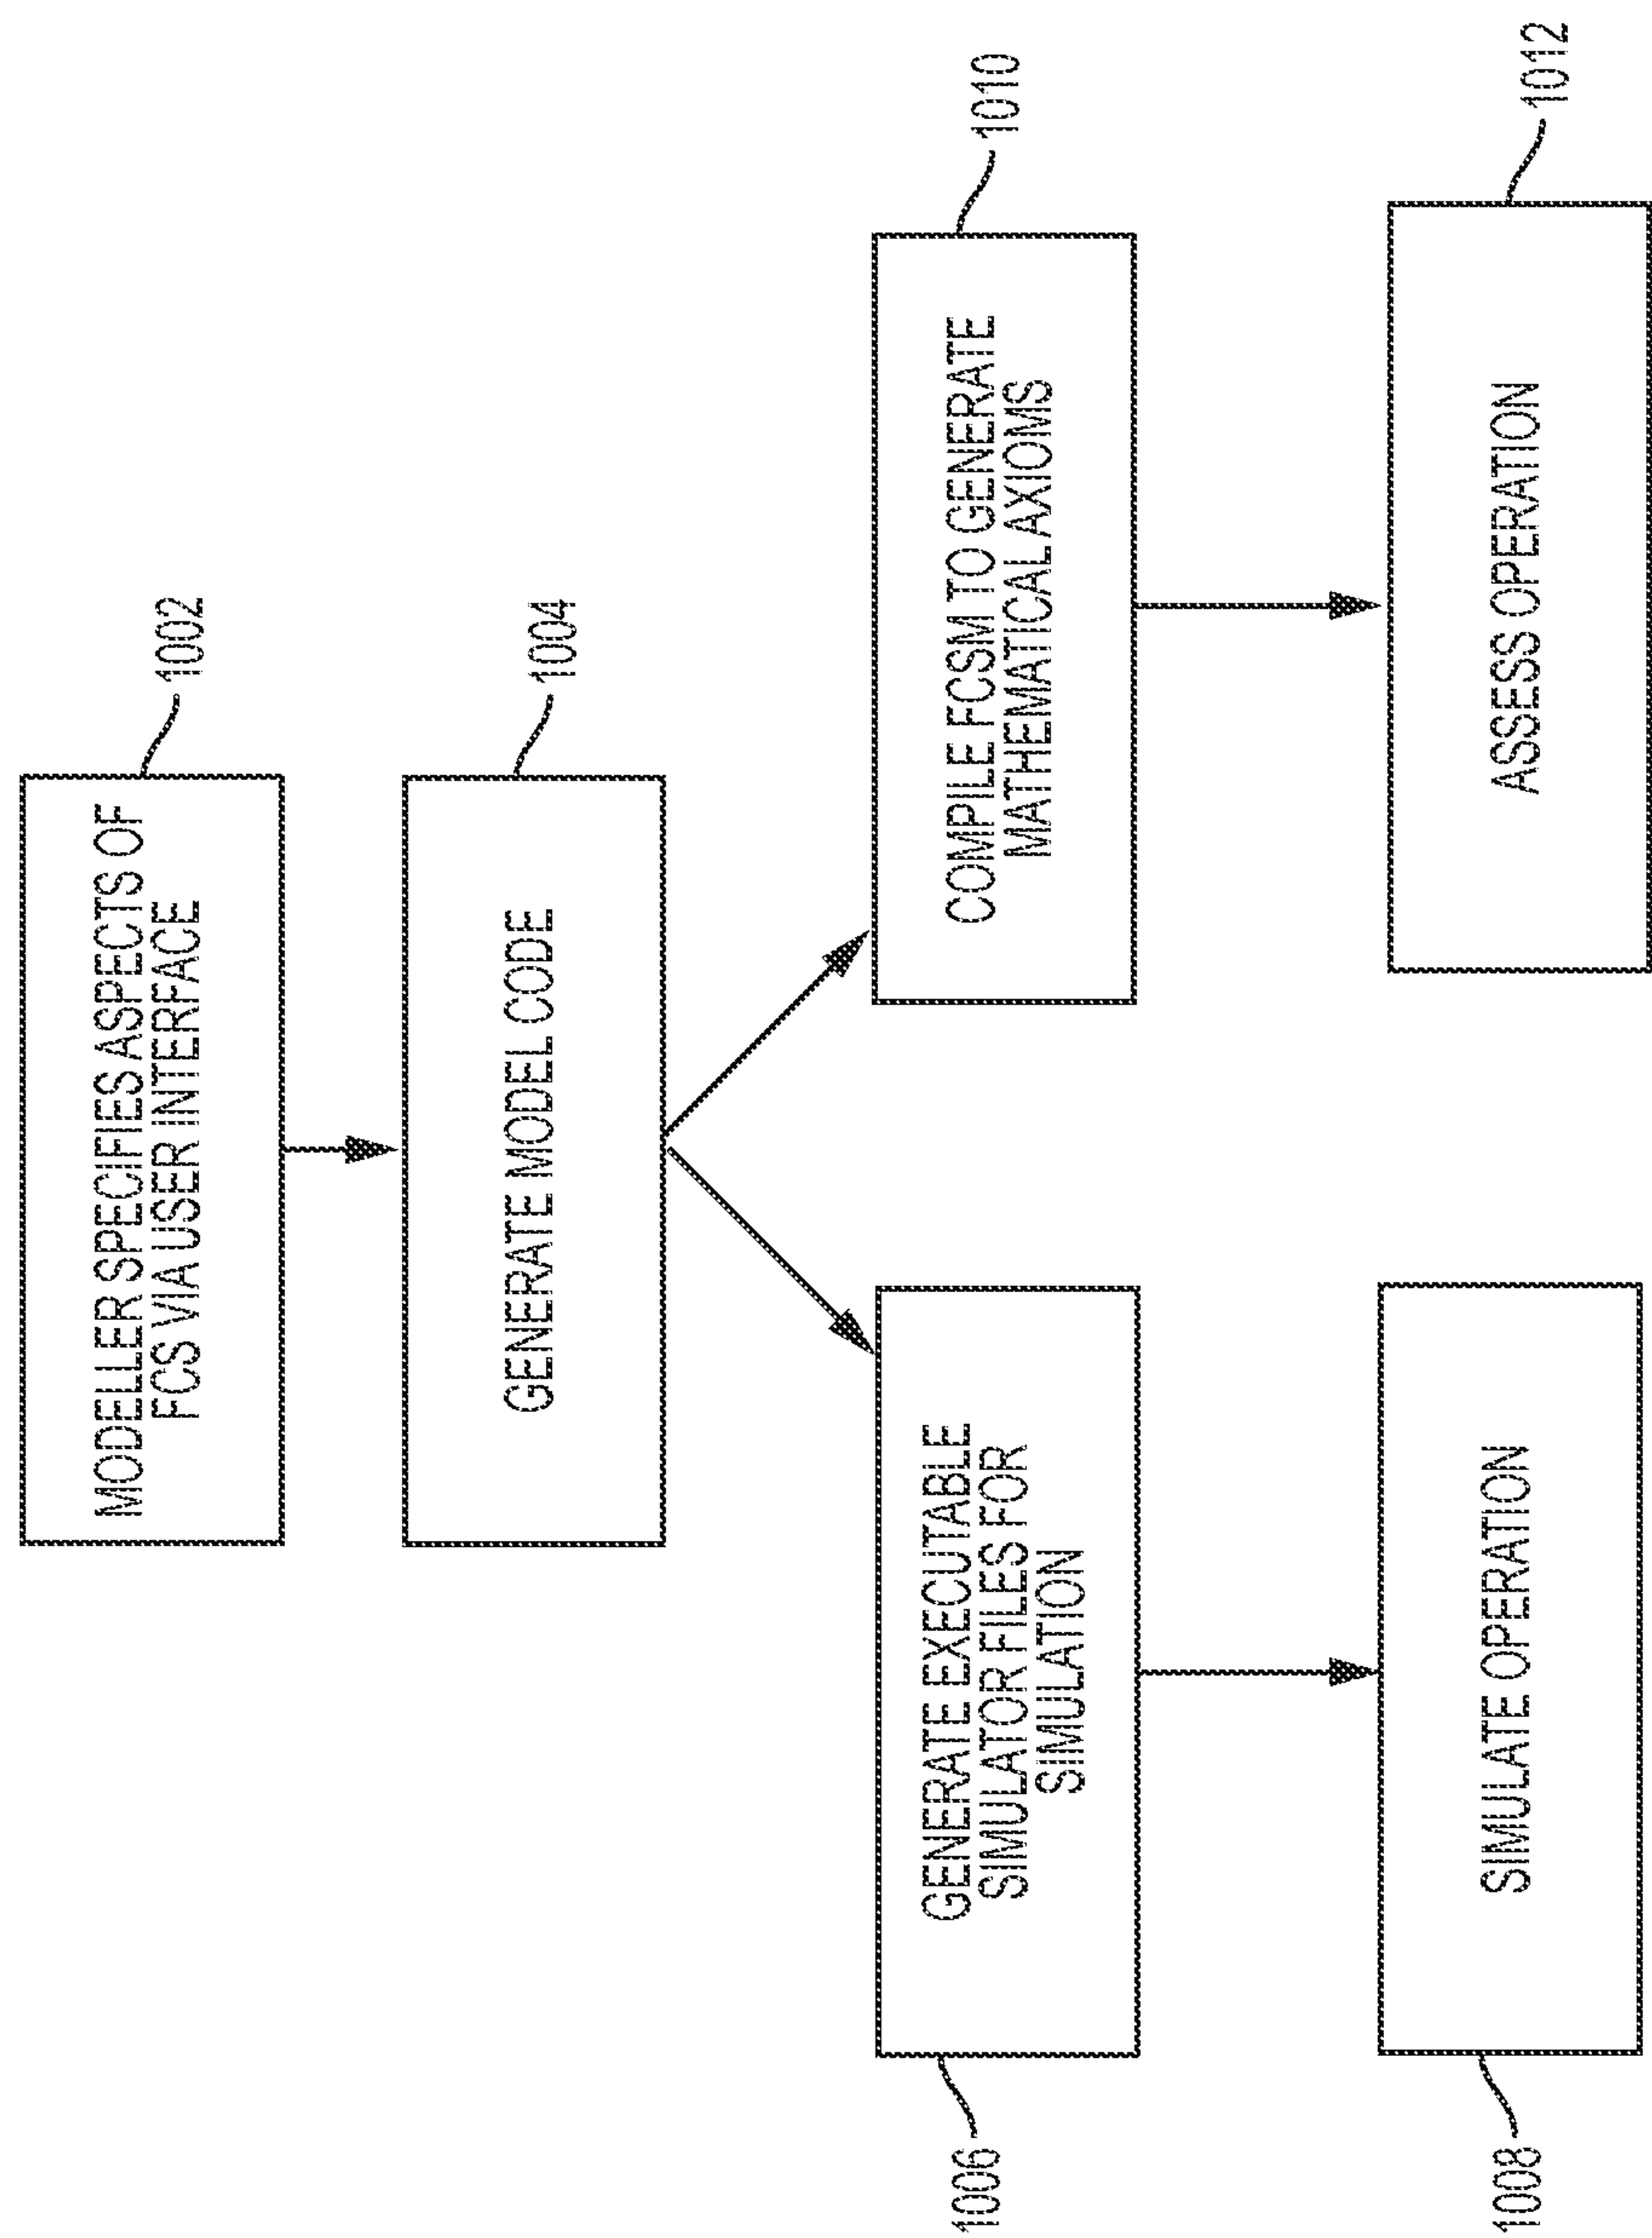 MODELLER SPECIFIES ASPECTS OF
FCS VIA USER INTERFACE
1002
GENERATE MODEL CODE
1004
GENERATE EXECUTABLE
SIMULATOR FILES FOR
SIMULATION
1006
COMPILE FCSM TO GENERATE
MATHEMATICAL AXIOMS
1010
SIMULATE OPERATION
1008
ASSESS OPERATION
1012